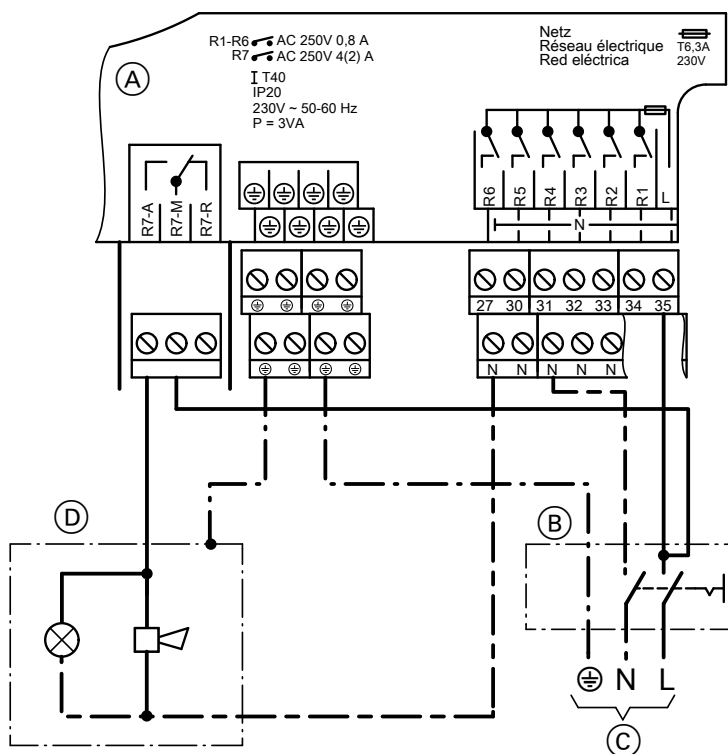 R1-R6 AC 250V 0,8 A
R7 AC 250V 4(2) A
T40
IP20
230V ~ 50-60 Hz
P = 3VA
Netz
Réseau électrique
Red eléctrica
T6,3A
230V
A
R7-A R7-M R7-R
R6 R5 R4 R3 R2 R1 L
N
27 30 31 32 33 34 35
N N N N N
D
B
N L
C